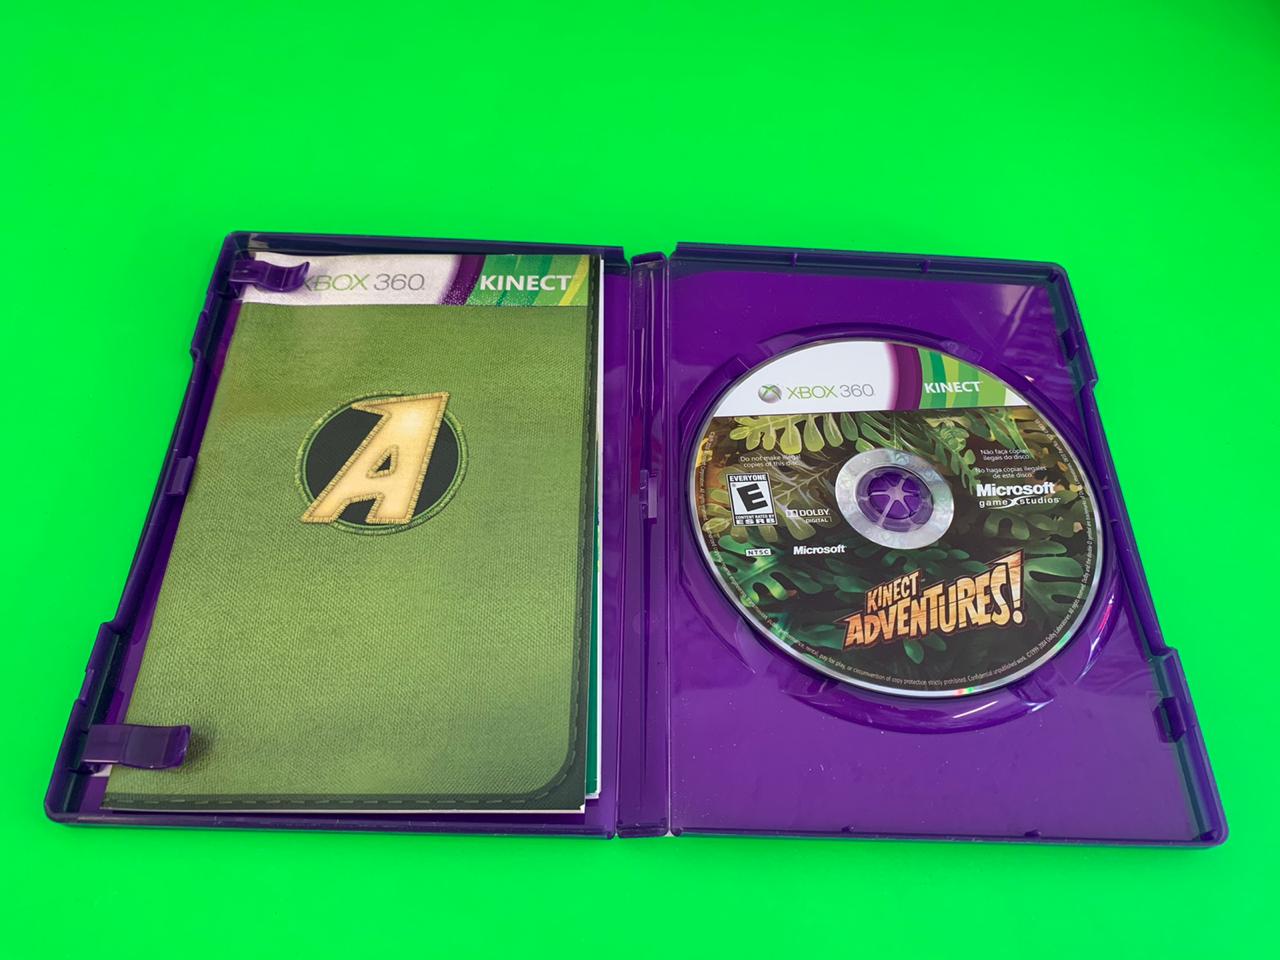 XBOX 360
KINECT
A
XBOX 360
KINECT
Do not make illegal
copies of this disc.
Não faça cópias
ilegais do disco.
No haga copias ilegales
de este disco.
EVERYONE
E
CONTENT RATED BY
ESRB
DOLBY
DIGITAL
Microsoft
game studios
NTSC
Microsoft
KINECT
ADVENTURES!